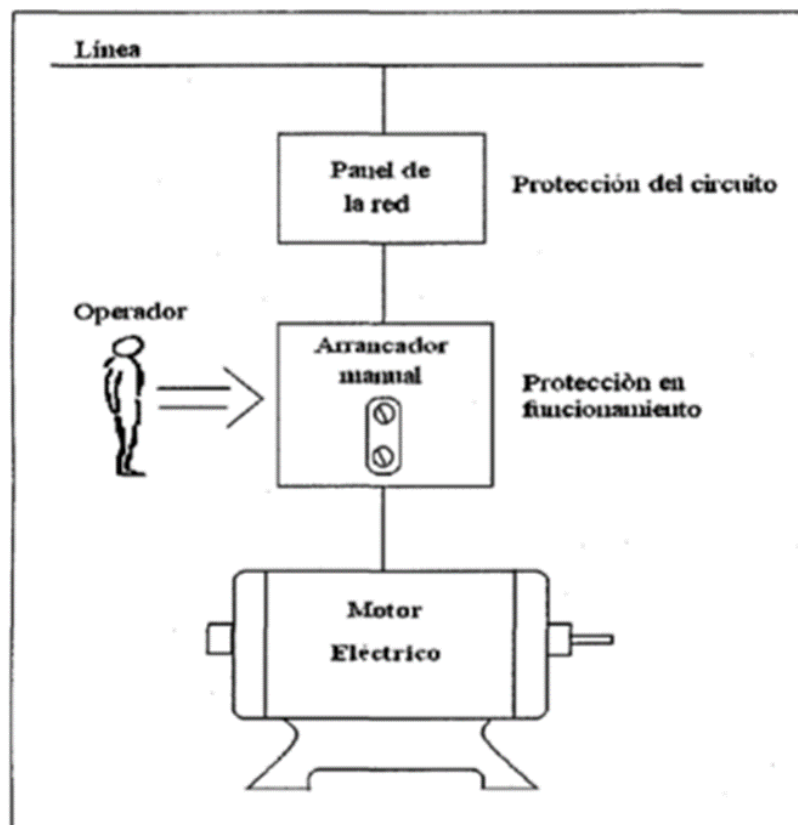 Línea
Panel de
la red
Protección del circuito
Operador
Arrancador
manual
Protecciòn en
funcionamiento
Motor
Eléctrico